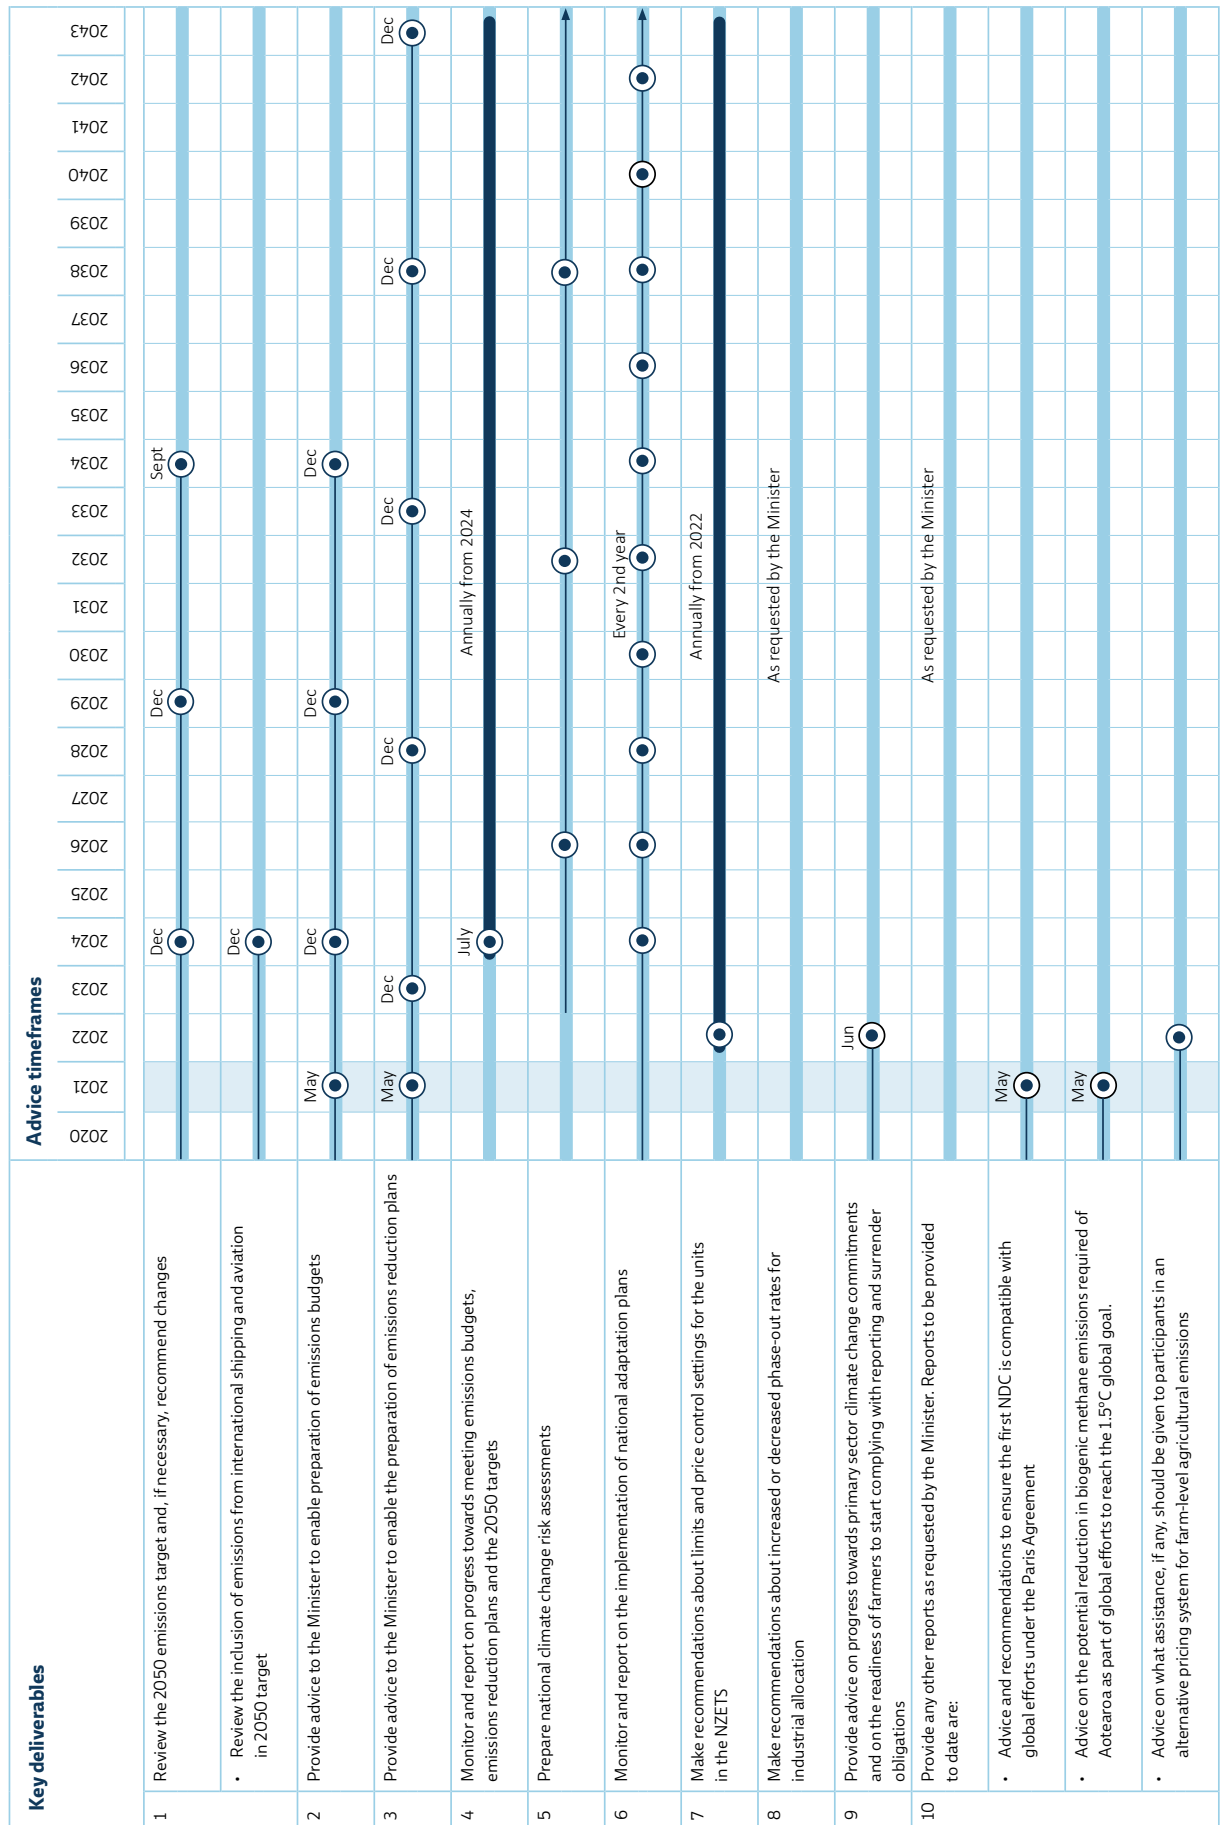 Key deliverables
Advice timeframes
2020
2021
2022
2023
2024
2025
2026
2027
2028
2029
2030
2031
2032
2033
2034
2035
2036
2037
2038
2039
2040
2041
2042
2043
1
Review the 2050 emissions target and, if necessary, recommend changes
Dec
Dec
Sept
• Review the inclusion of emissions from international shipping and aviation
in 2050 target
Dec
2
Provide advice to the Minister to enable preparation of emissions budgets
May
Dec
Dec
Dec
3
Provide advice to the Minister to enable the preparation of emissions reduction plans
May
Dec
Dec
Dec
Dec
Dec
4
Monitor and report on progress towards meeting emissions budgets,
emissions reduction plans and the 2050 targets
July
Annually from 2024
5
Prepare national climate change risk assessments
6
Monitor and report on the implementation of national adaptation plans
Every 2nd year
7
Make recommendations about limits and price control settings for the units
in the NZETS
Annually from 2022
8
Make recommendations about increased or decreased phase-out rates for
industrial allocation
As requested by the Minister
9
Provide advice on progress towards primary sector climate change commitments
and on the readiness of farmers to start complying with reporting and surrender
obligations
Jun
10
Provide any other reports as requested by the Minister. Reports to be provided
to date are:
As requested by the Minister
• Advice and recommendations to ensure the first NDC is compatible with
global efforts under the Paris Agreement
May
• Advice on the potential reduction in biogenic methane emissions required of
Aotearoa as part of global efforts to reach the 1.5°C global goal.
May
• Advice on what assistance, if any, should be given to participants in an
alternative pricing system for farm-level agricultural emissions